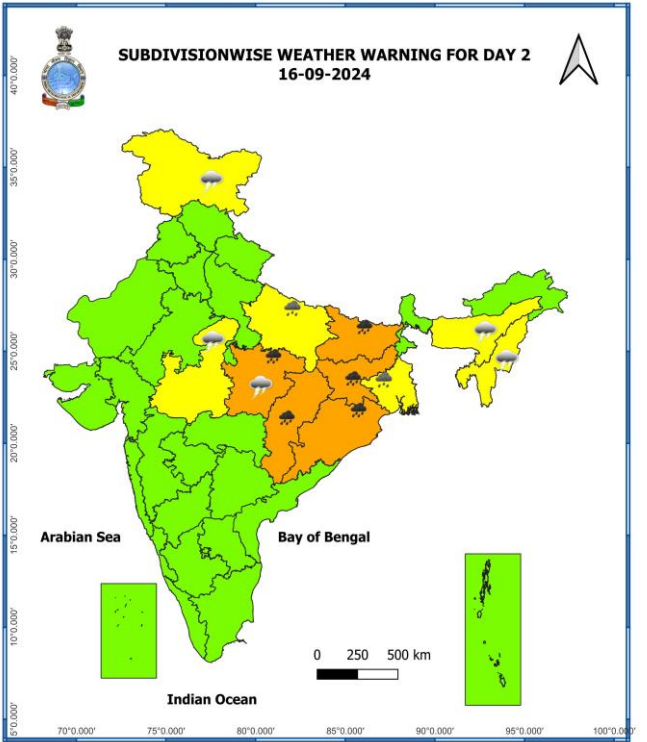 SUBDIVISIONWISE WEATHER WARNING FOR DAY 2
16-09-2024
40°0.000'
35°0.000'
30°0.000'
25°0.000'
20°0.000'
15°0.000'
10°0.000'
5°0.000'
Arabian Sea
Bay of Bengal
0 250 500 km
Indian Ocean
70°0.000' 75°0.000' 80°0.000' 85°0.000' 90°0.000' 95°0.000' 100°0.000'